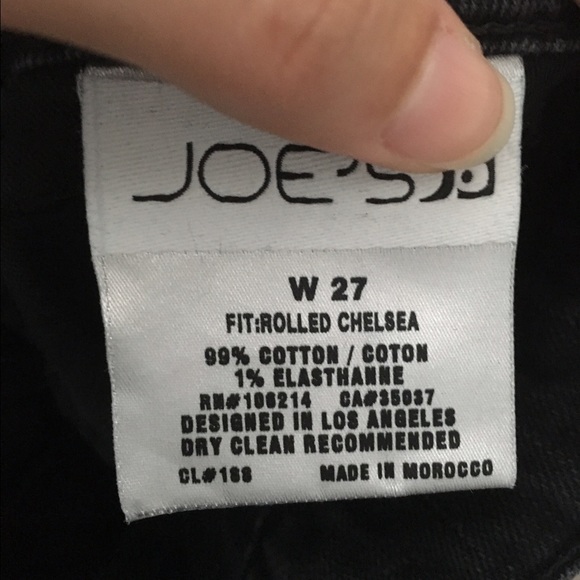 JOE'S
W 27
FIT:ROLLED CHELSEA
99% COTTON / COTON
1% ELASTHANNE
RN#106214 CA#35037
DESIGNED IN LOS ANGELES
DRY CLEAN RECOMMENDED
CL#188 MADE IN MOROCCO